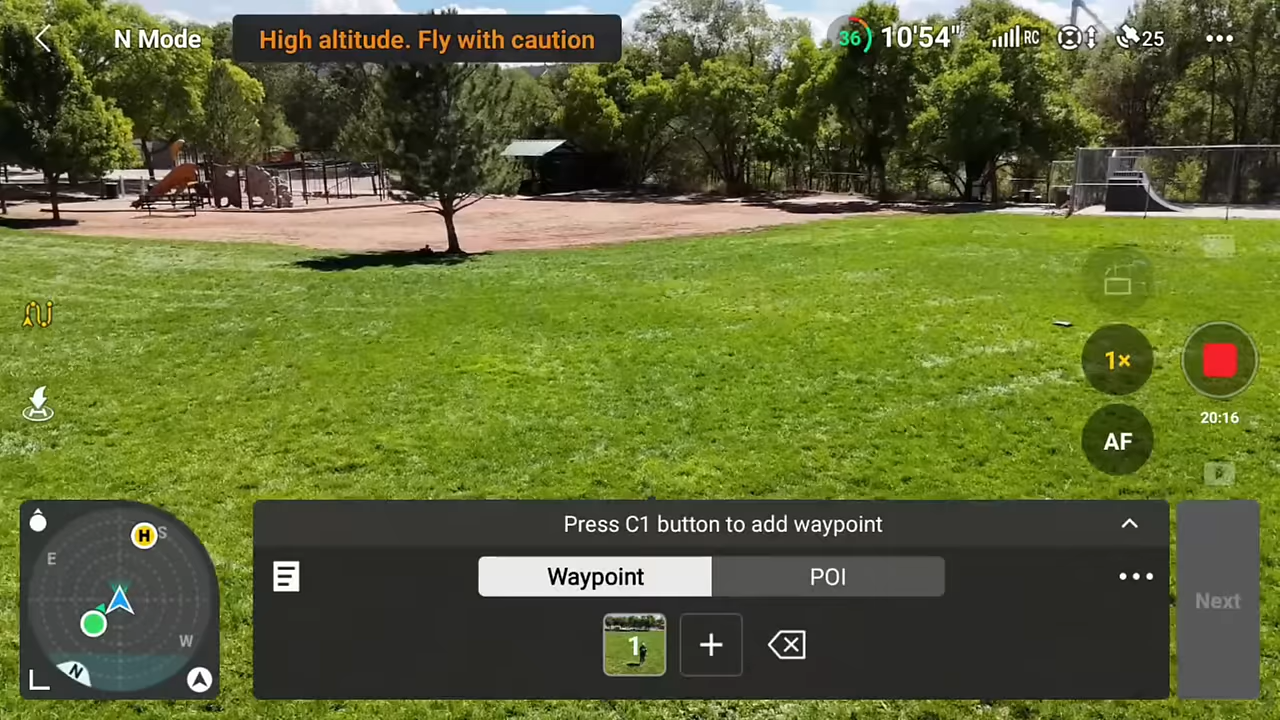 N Mode
High altitude. Fly with caution
36
10'54"
RC
25
1×
20:16
AF
H
S
E
W
N
Press C1 button to add waypoint
Waypoint
POI
1
Next